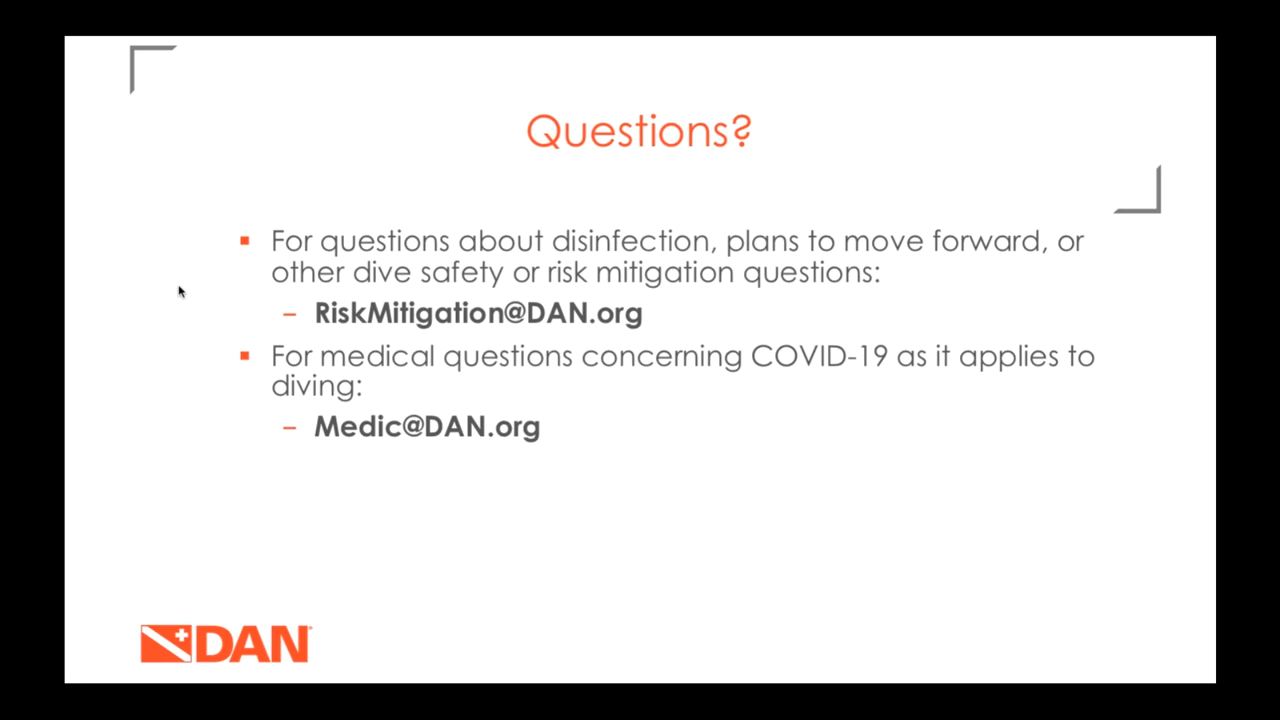 Questions?
For questions about disinfection, plans to move forward, or
other dive safety or risk mitigation questions:
– RiskMitigation@DAN.org
For medical questions concerning COVID-19 as it applies to
diving:
– Medic@DAN.org
DAN